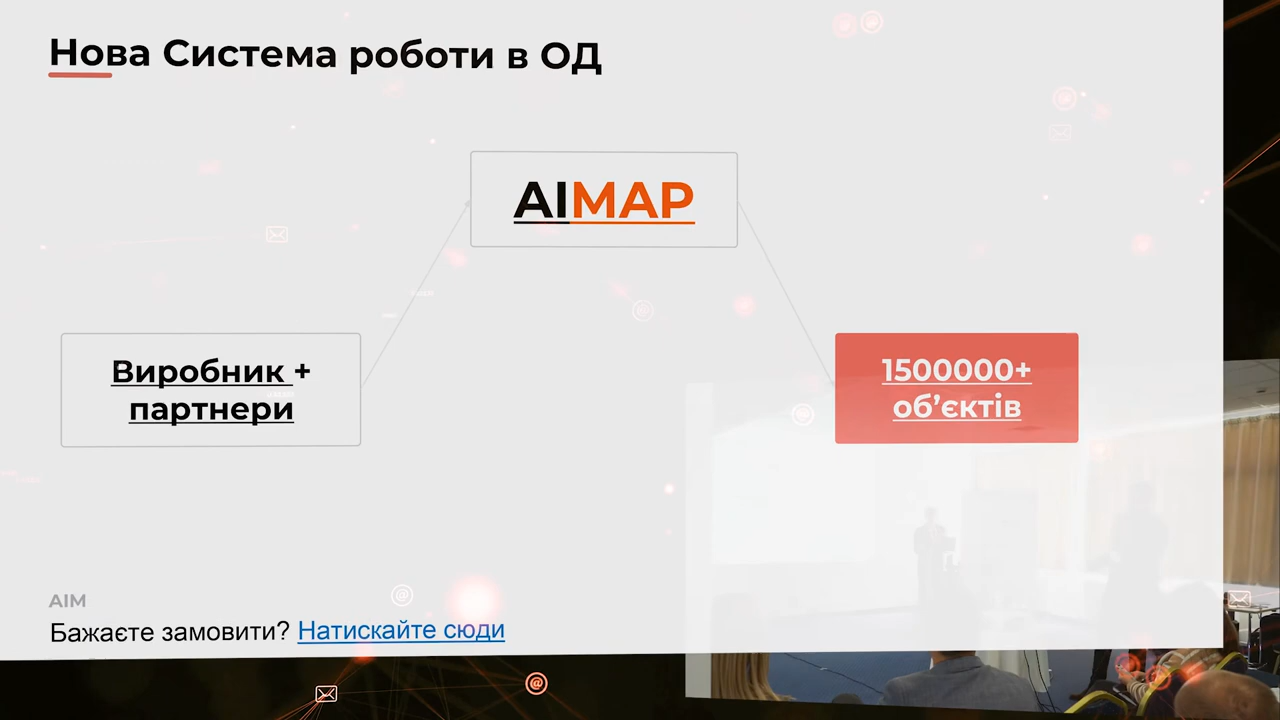 Нова Система роботи в ОД
AIMAP
Виробник +
партнери
1500000+
об’єктів
AIM
Бажаєте замовити? Натискайте сюди